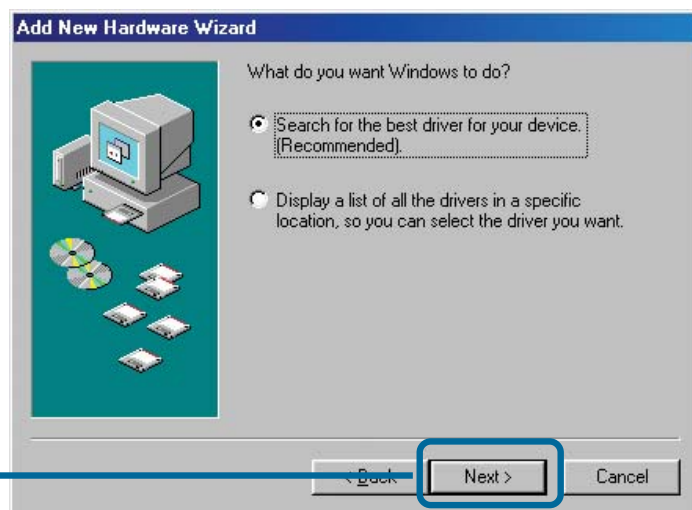 Add New Hardware Wizard
What do you want Windows to do?
Search for the best driver for your device.
(Recommended).
Display a list of all the drivers in a specific
location, so you can select the driver you want.
< Back Next > Cancel